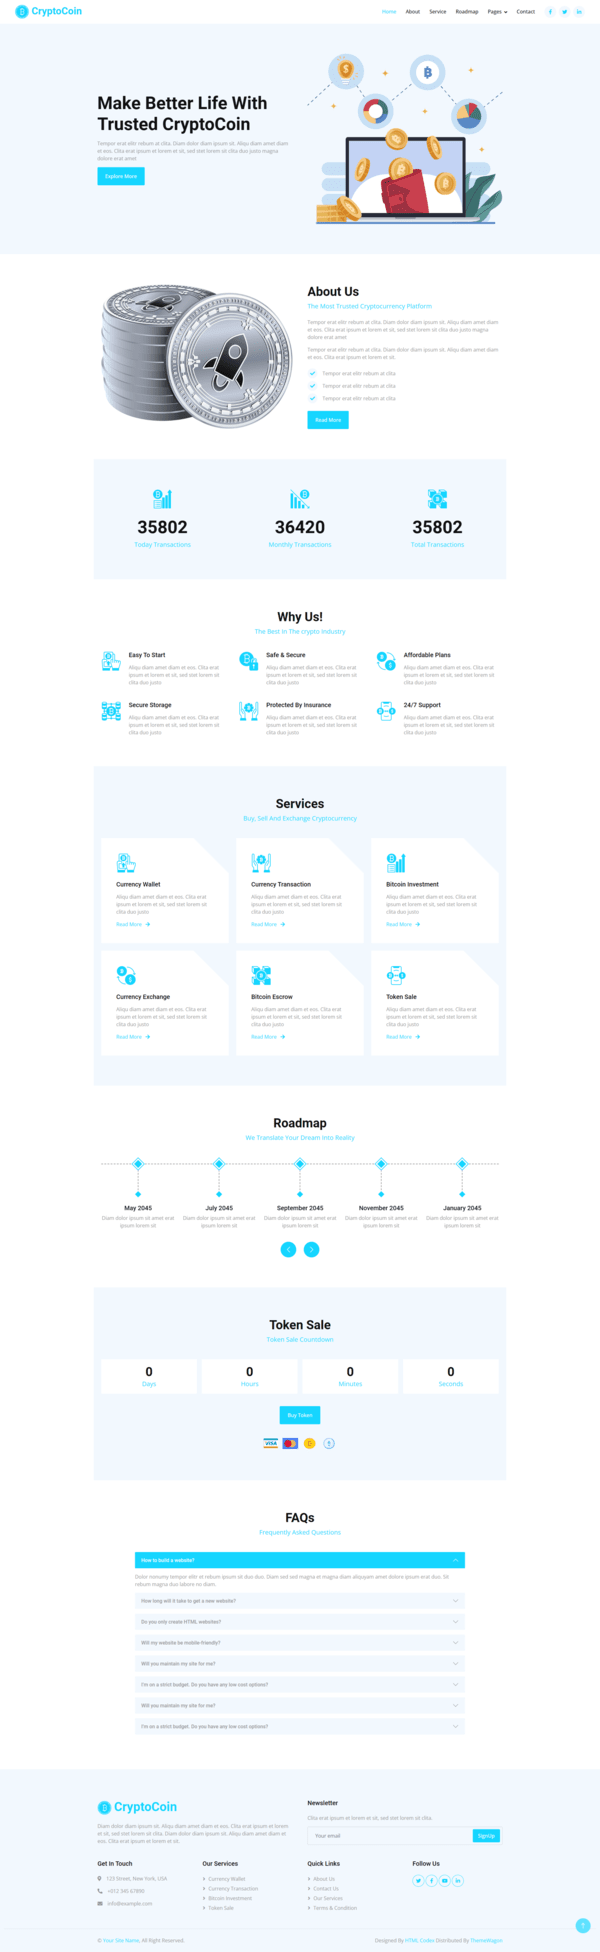 CryptoCoin
Home About Service Roadmap Pages Contact
Make Better Life With
Trusted CryptoCoin
Tempor erat elitr rebum at clita. Diam dolor diam ipsum sit. Aliqu diam amet diam
et eos. Clita erat ipsum et lorem et sit, sed stet lorem sit clita duo justo magna
dolore erat amet
Explore More
About Us
The Most Trusted Cryptocurrency Platform
Tempor erat elitr rebum at clita. Diam dolor diam ipsum sit. Aliqu diam amet diam
et eos. Clita erat ipsum et lorem et sit, sed stet lorem sit clita duo justo magna
dolore erat amet
Tempor erat elitr rebum at clita. Diam dolor diam ipsum sit. Aliqu diam amet diam
et eos. Clita erat ipsum et lorem et sit
Tempor erat elitr rebum at clita
Tempor erat elitr rebum at clita
Tempor erat elitr rebum at clita
Read More
35802 36420 35802
Today Transactions Monthly Transactions Total Transactions
Why Us!
The Best In The crypto Industry
Easy To Start
Aliqu diam amet diam et eos. Clita erat
ipsum et lorem et sit, sed stet lorem sit
clita duo justo
Safe & Secure
Aliqu diam amet diam et eos. Clita erat
ipsum et lorem et sit, sed stet lorem sit
clita duo justo
Affordable Plans
Aliqu diam amet diam et eos. Clita erat
ipsum et lorem et sit, sed stet lorem sit
clita duo justo
Secure Storage
Aliqu diam amet diam et eos. Clita erat
ipsum et lorem et sit, sed stet lorem sit
clita duo justo
Protected By Insurance
Aliqu diam amet diam et eos. Clita erat
ipsum et lorem et sit, sed stet lorem sit
clita duo justo
24/7 Support
Aliqu diam amet diam et eos. Clita erat
ipsum et lorem et sit, sed stet lorem sit
clita duo justo
Services
Buy, Sell And Exchange Cryptocurrency
Currency Wallet
Aliqu diam amet diam et eos. Clita erat
ipsum et lorem et sit, sed stet lorem sit
clita duo justo
Read More
Currency Transaction
Aliqu diam amet diam et eos. Clita erat
ipsum et lorem et sit, sed stet lorem sit
clita duo justo
Read More
Bitcoin Investment
Aliqu diam amet diam et eos. Clita erat
ipsum et lorem et sit, sed stet lorem sit
clita duo justo
Read More
Currency Exchange
Aliqu diam amet diam et eos. Clita erat
ipsum et lorem et sit, sed stet lorem sit
clita duo justo
Read More
Bitcoin Escrow
Aliqu diam amet diam et eos. Clita erat
ipsum et lorem et sit, sed stet lorem sit
clita duo justo
Read More
Token Sale
Aliqu diam amet diam et eos. Clita erat
ipsum et lorem et sit, sed stet lorem sit
clita duo justo
Read More
Roadmap
We Translate Your Dream Into Reality
May 2045
Diam dolor ipsum sit amet erat
ipsum lorem sit
July 2045
Diam dolor ipsum sit amet erat
ipsum lorem sit
September 2045
Diam dolor ipsum sit amet erat
ipsum lorem sit
November 2045
Diam dolor ipsum sit amet erat
ipsum lorem sit
January 2045
Diam dolor ipsum sit amet erat
ipsum lorem sit
Token Sale
Token Sale Countdown
0 0 0 0
Days Hours Minutes Seconds
Buy Token
VISA
FAQs
Frequently Asked Questions
How to build a website?
Dolor nonumy tempor elitr et rebum ipsum sit duo duo. Diam sed sed magna et magna diam aliquyam amet dolore ipsum erat duo. Sit
rebum magna duo labore no diam.
How long will it take to get a new website?
Do you only create HTML websites?
Will my website be mobile-friendly?
Will you maintain my site for me?
I'm on a strict budget. Do you have any low cost options?
Will you maintain my site for me?
I'm on a strict budget. Do you have any low cost options?
CryptoCoin
Diam dolor diam ipsum sit. Aliqu diam amet diam et eos. Clita erat ipsum et lorem
et sit, sed stet lorem sit clita. Diam dolor diam ipsum sit. Aliqu diam amet diam et
eos. Clita erat ipsum et lorem et sit.
Newsletter
Clita erat ipsum et lorem et sit, sed stet lorem sit clita.
Your email SignUp
Get In Touch
123 Street, New York, USA
+012 345 67890
info@example.com
Our Services
Currency Wallet
Currency Transaction
Bitcoin Investment
Token Sale
Quick Links
About Us
Contact Us
Our Services
Terms & Condition
Follow Us
© Your Site Name, All Right Reserved.
Designed By HTML Codex Distributed By ThemeWagon